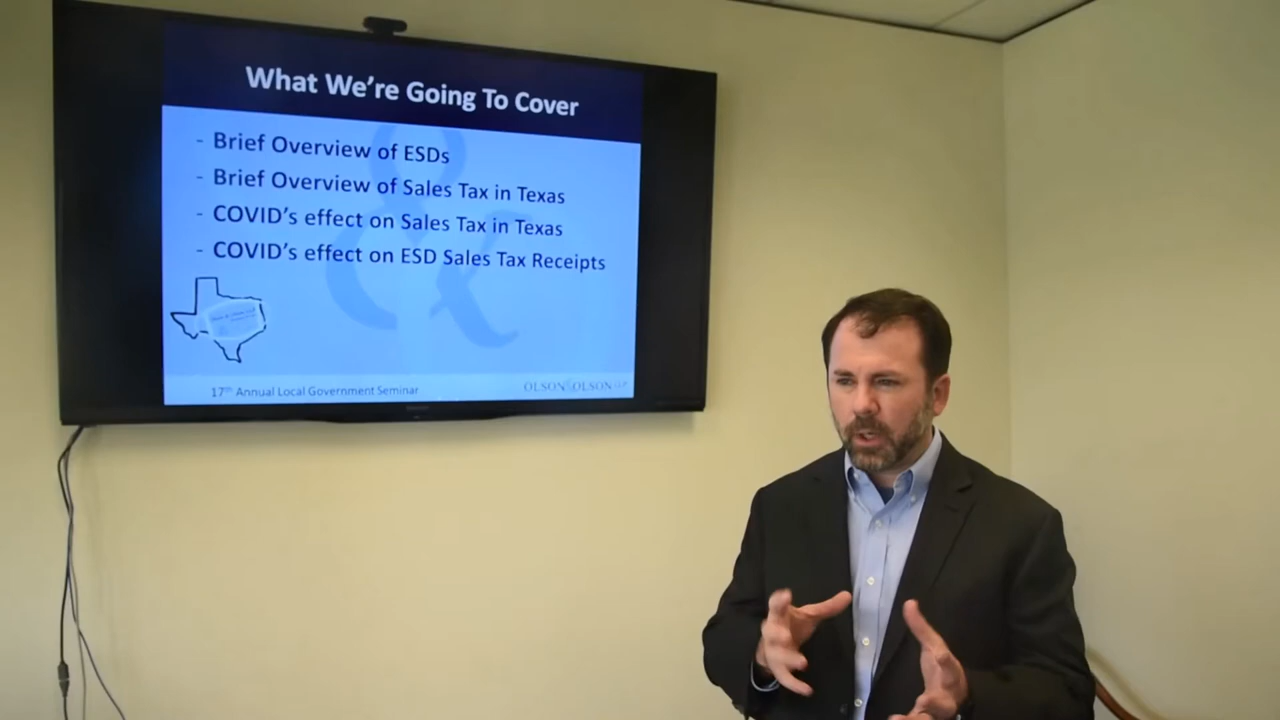 What We're Going To Cover
- Brief Overview of ESDs
- Brief Overview of Sales Tax in Texas
- COVID's effect on Sales Tax in Texas
- COVID's effect on ESD Sales Tax Receipts
17th Annual Local Government Seminar
OLSON & OLSON LLP